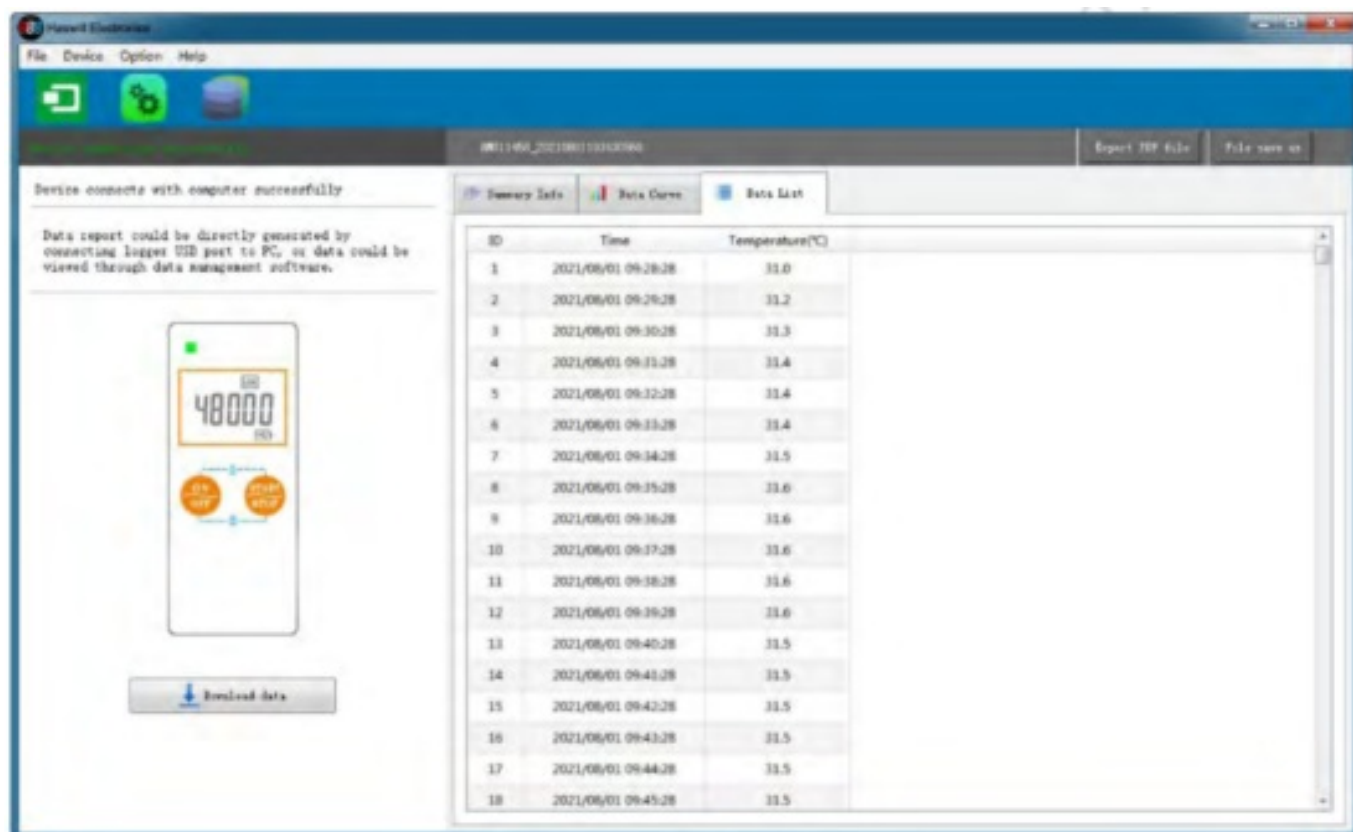 File Device Option Help
Export PDF file File save as
Device connects with computer successfully
Data report could be directly generated by
connecting logger USB port to PC, or data could be
viewed through data management software.
48000
ON
OFF
START
STOP
Download data
Summary Info Data Curve Data List
ID Time Temperature(℃)
1 2021/08/01 09:28:28 31.0
2 2021/08/01 09:29:28 31.2
3 2021/08/01 09:30:28 31.3
4 2021/08/01 09:31:28 31.4
5 2021/08/01 09:32:28 31.4
6 2021/08/01 09:33:28 31.4
7 2021/08/01 09:34:28 31.5
8 2021/08/01 09:35:28 31.6
9 2021/08/01 09:36:28 31.6
10 2021/08/01 09:37:28 31.6
11 2021/08/01 09:38:28 31.6
12 2021/08/01 09:39:28 31.6
13 2021/08/01 09:40:28 31.5
14 2021/08/01 09:41:28 31.5
15 2021/08/01 09:42:28 31.5
16 2021/08/01 09:43:28 31.5
17 2021/08/01 09:44:28 31.5
18 2021/08/01 09:45:28 31.5